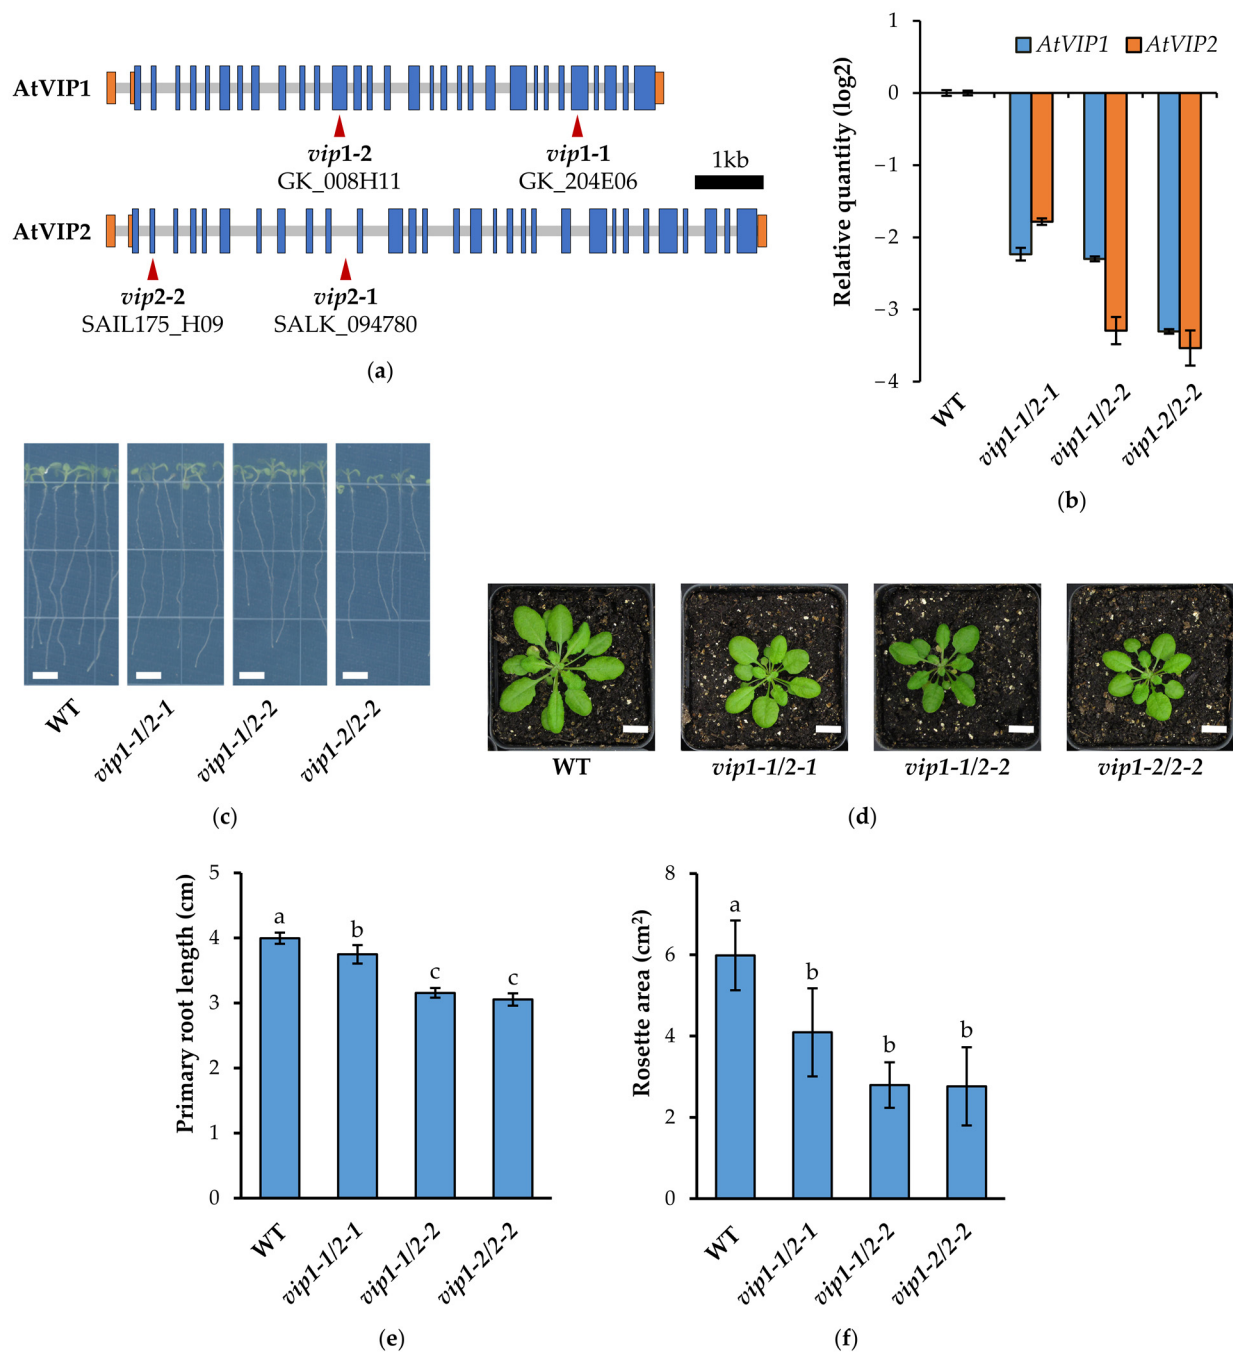 AtVIP1
vip1-2
GK_008H11
vip1-1
GK_204E06
1kb
AtVIP2
vip2-2
SAIL175_H09
vip2-1
SALK_094780
(a)
AtVIP1 AtVIP2
Relative quantity (log2)
1
0
−1
−2
−3
−4
WT
vip1-1/2-1
vip1-1/2-2
vip1-2/2-2
(b)
WT
vip1-1/2-1
vip1-1/2-2
vip1-2/2-2
(c)
WT
vip1-1/2-1
vip1-1/2-2
vip1-2/2-2
(d)
Primary root length (cm)
5
4
3
2
1
0
a
b
c
c
WT
vip1-1/2-1
vip1-1/2-2
vip1-2/2-2
(e)
Rosette area (cm²)
8
6
4
2
0
a
b
b
b
WT
vip1-1/2-1
vip1-1/2-2
vip1-2/2-2
(f)